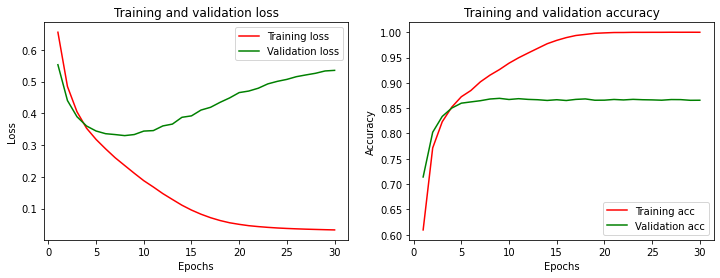 Training and validation loss
Loss
0.6
0.5
0.4
0.3
0.2
0.1
Training loss
Validation loss
0 5 10 15 20 25 30
Epochs
Training and validation accuracy
Accuracy
1.00
0.95
0.90
0.85
0.80
0.75
0.70
0.65
0.60
Training acc
Validation acc
0 5 10 15 20 25 30
Epochs